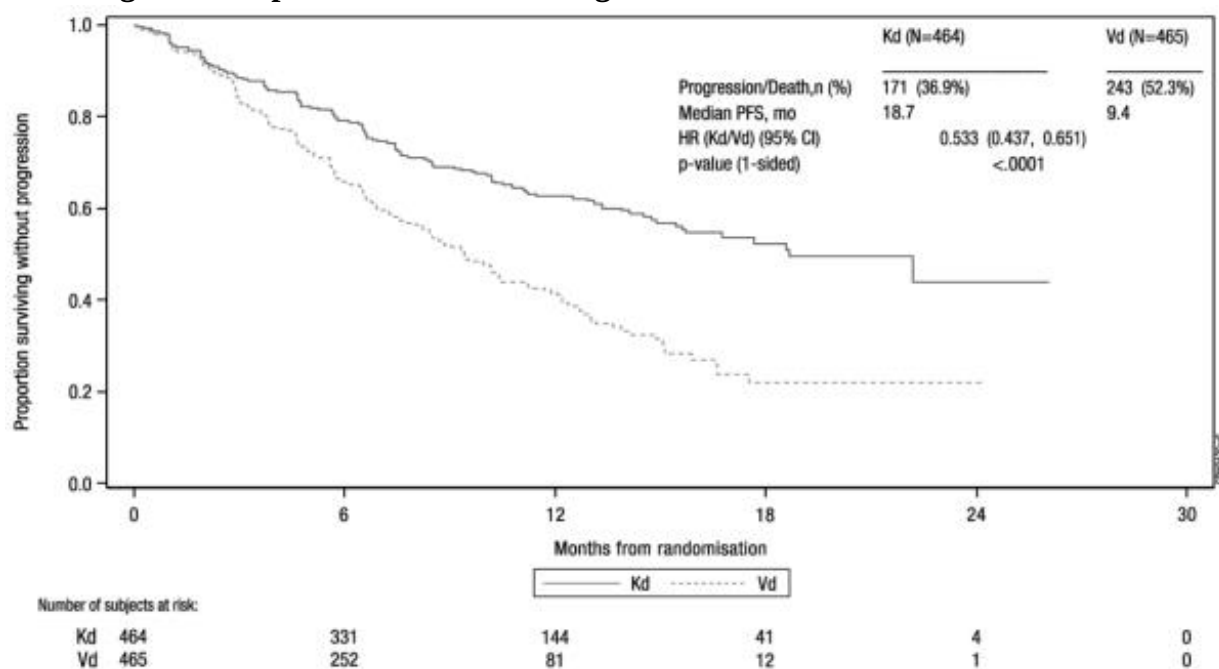 Kd (N=464) Vd (N=465)
Progression/Death,n (%) 171 (36.9%) 243 (52.3%)
Median PFS, mo 18.7 9.4
HR (Kd/Vd) (95% CI) 0.533 (0.437, 0.651)
p-value (1-sided) <.0001
Proportion surviving without progression
1.0
0.8
0.6
0.4
0.2
0.0
0 6 12 18 24 30
Months from randomisation
Kd Vd
Number of subjects at risk:
Kd 464 331 144 41 4 0
Vd 465 252 81 12 1 0